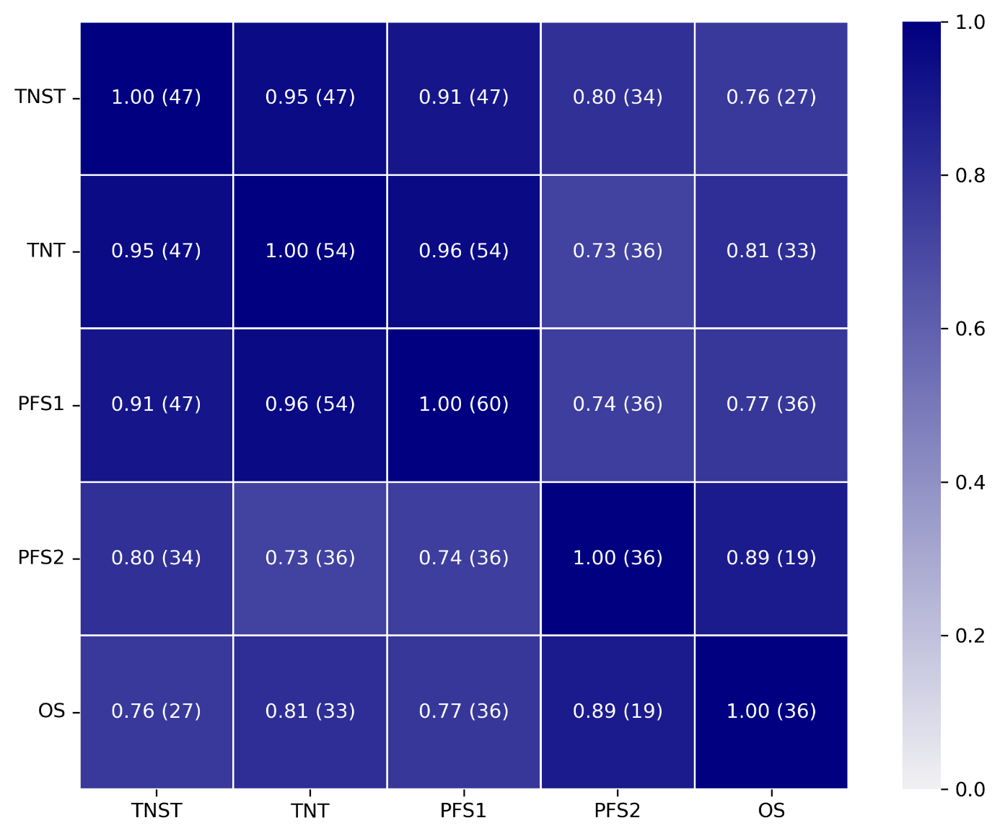 TNST 1.00 (47) 0.95 (47) 0.91 (47) 0.80 (34) 0.76 (27)
TNT 0.95 (47) 1.00 (54) 0.96 (54) 0.73 (36) 0.81 (33)
PFS1 0.91 (47) 0.96 (54) 1.00 (60) 0.74 (36) 0.77 (36)
PFS2 0.80 (34) 0.73 (36) 0.74 (36) 1.00 (36) 0.89 (19)
OS 0.76 (27) 0.81 (33) 0.77 (36) 0.89 (19) 1.00 (36)
TNST TNT PFS1 PFS2 OS
1.0
0.8
0.6
0.4
0.2
0.0